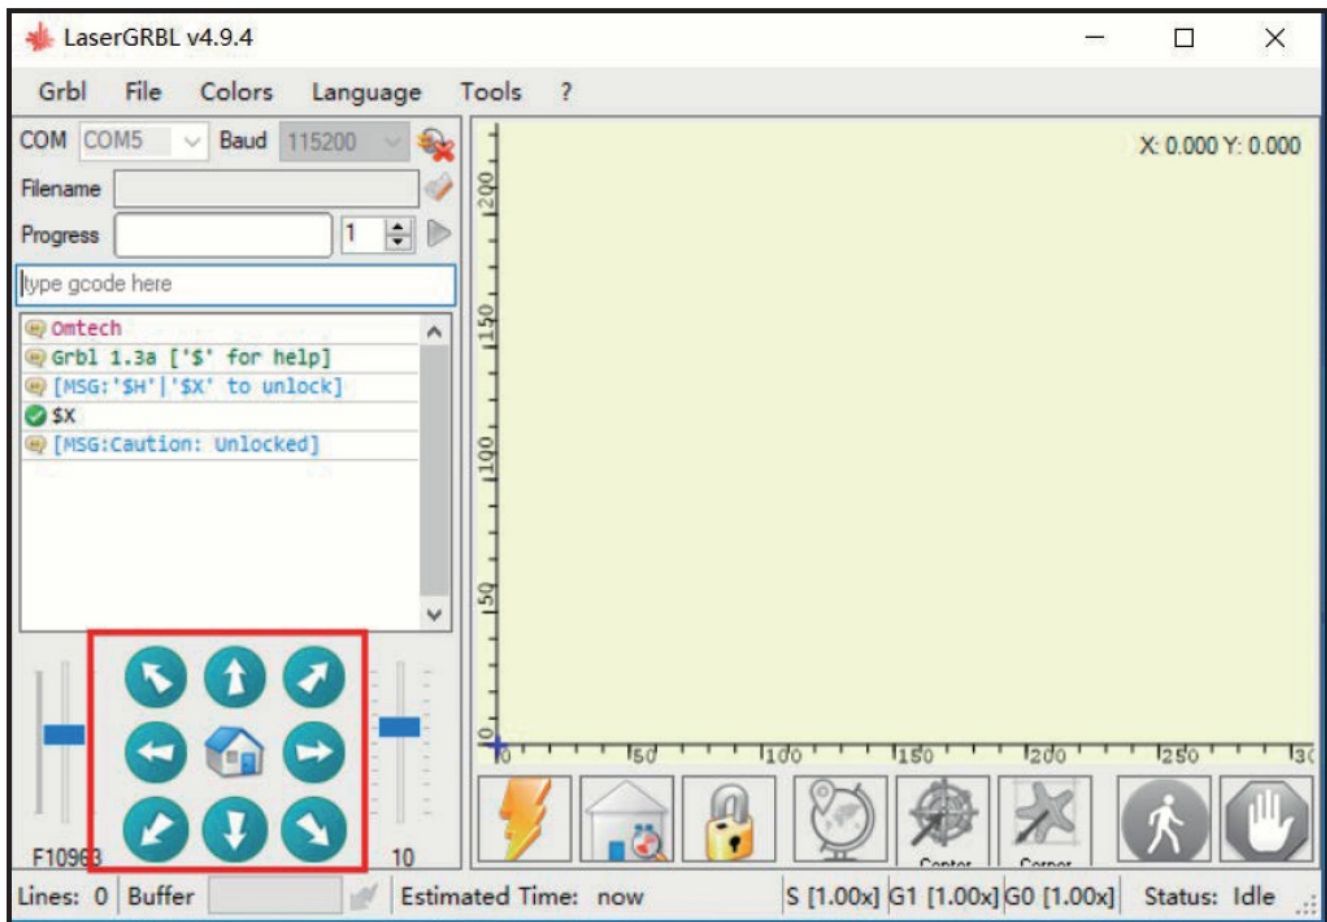 LaserGRBL v4.9.4
Grbl File Colors Language Tools ?
COM COM5 Baud 115200
X: 0.000 Y: 0.000
Filename
Progress 1
type gcode here
Omtech
Grbl 1.3a ['$' for help]
[MSG:'$H'|'$X' to unlock]
$X
[MSG:Caution: Unlocked]
200
150
100
50
0
0 50 100 150 200 250 30
F10963 10
Center Corner
Lines: 0 Buffer Estimated Time: now S [1.00x] G1 [1.00x] G0 [1.00x] Status: Idle